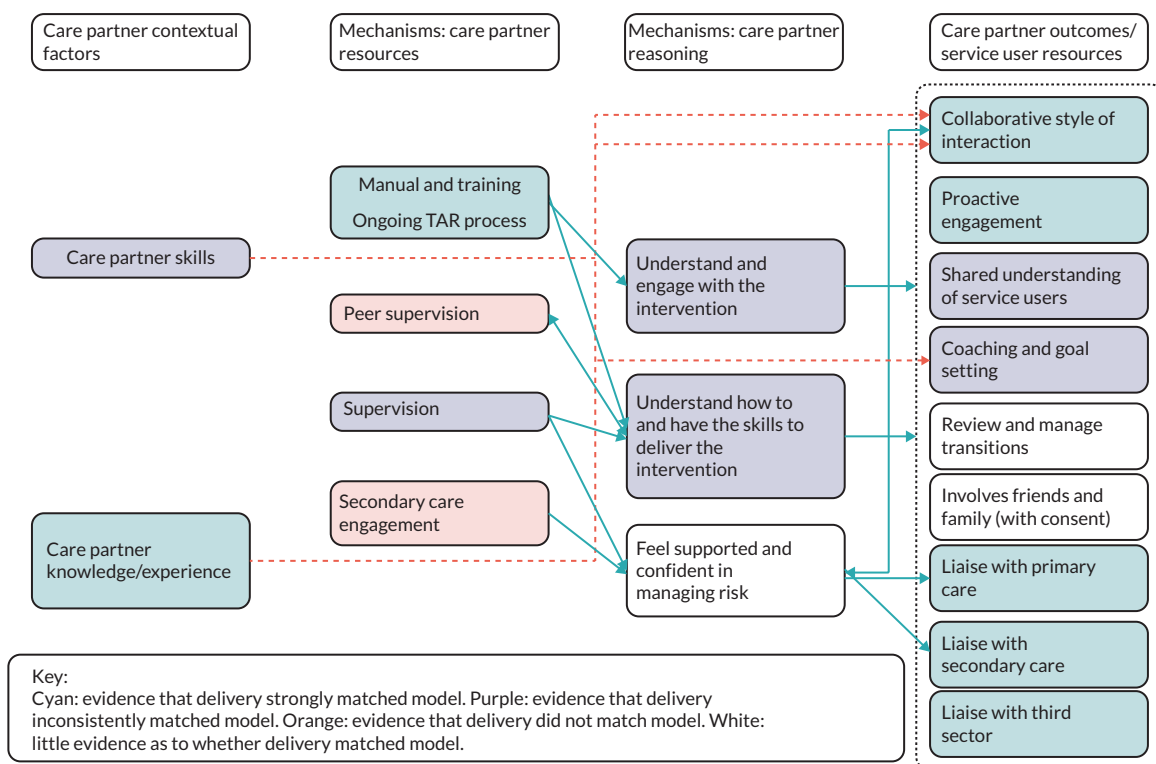 Care partner contextual
factors
Mechanisms: care partner
resources
Mechanisms: care partner
reasoning
Care partner outcomes/
service user resources
Care partner skills
Care partner
knowledge/experience
Manual and training
Ongoing TAR process
Peer supervision
Supervision
Secondary care
engagement
Understand and
engage with the
intervention
Understand how to
and have the skills to
deliver the
intervention
Feel supported and
confident in
managing risk
Collaborative style of
interaction
Proactive
engagement
Shared understanding
of service users
Coaching and goal
setting
Review and manage
transitions
Involves friends and
family (with consent)
Liaise with primary
care
Liaise with
secondary care
Liaise with third
sector
Key:
Cyan: evidence that delivery strongly matched model. Purple: evidence that delivery
inconsistently matched model. Orange: evidence that delivery did not match model. White:
little evidence as to whether delivery matched model.